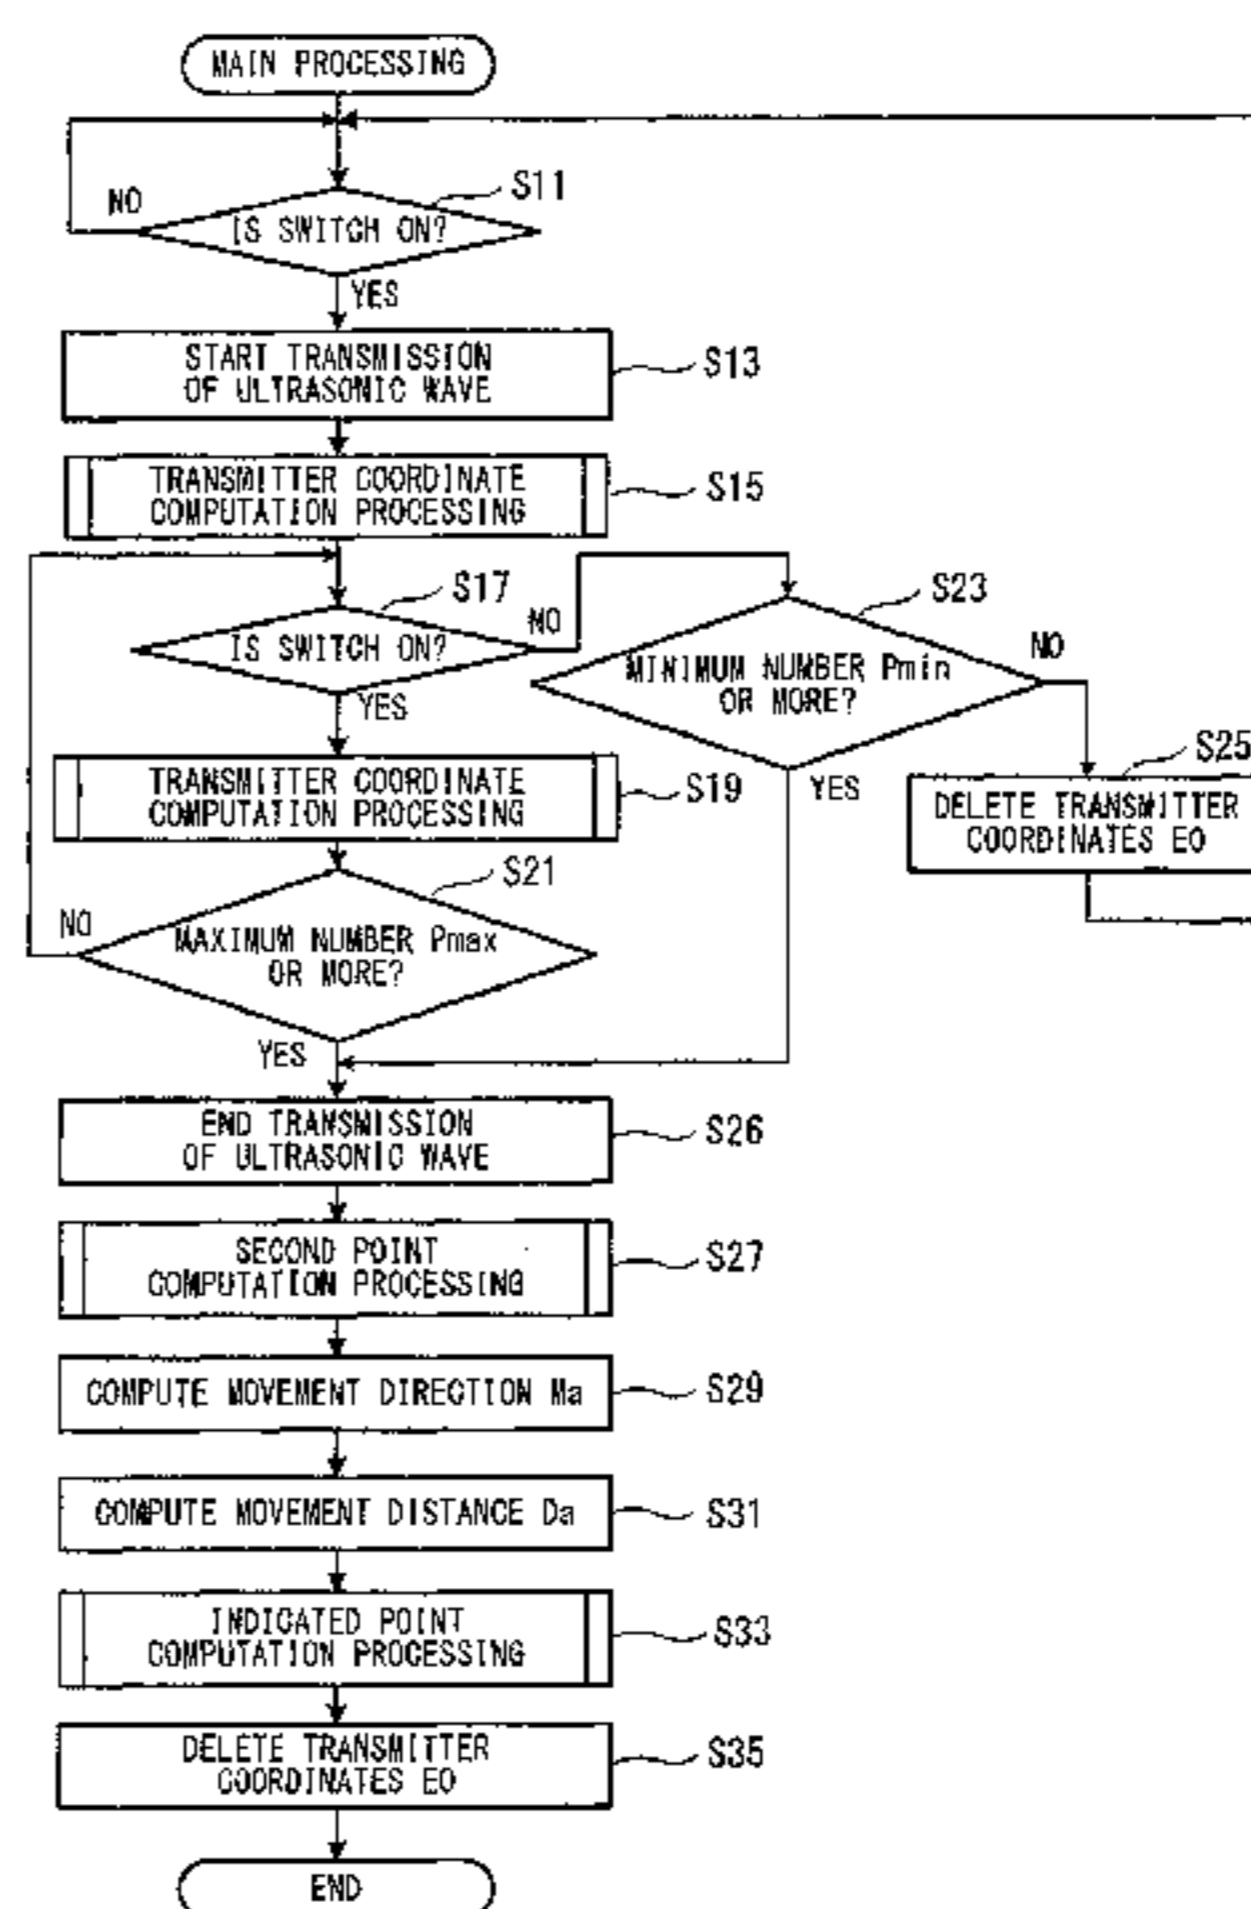 MAIN PROCESSING
S11
NO
IS SWITCH ON?
YES
START TRANSMISSION
OF ULTRASONIC WAVE
S13
TRANSMITTER COORDINATE
COMPUTATION PROCESSING
S15
S17
NO
IS SWITCH ON?
YES
S23
NO
MINIMUM NUMBER Pmin
OR MORE?
YES
S25
DELETE TRANSMITTER
COORDINATES EO
TRANSMITTER COORDINATE
COMPUTATION PROCESSING
S19
S21
NO
MAXIMUM NUMBER Pmax
OR MORE?
YES
END TRANSMISSION
OF ULTRASONIC WAVE
S26
SECOND POINT
COMPUTATION PROCESSING
S27
COMPUTE MOVEMENT DIRECTION Ma
S29
COMPUTE MOVEMENT DISTANCE Da
S31
INDICATED POINT
COMPUTATION PROCESSING
S33
DELETE TRANSMITTER
COORDINATES EO
S35
END